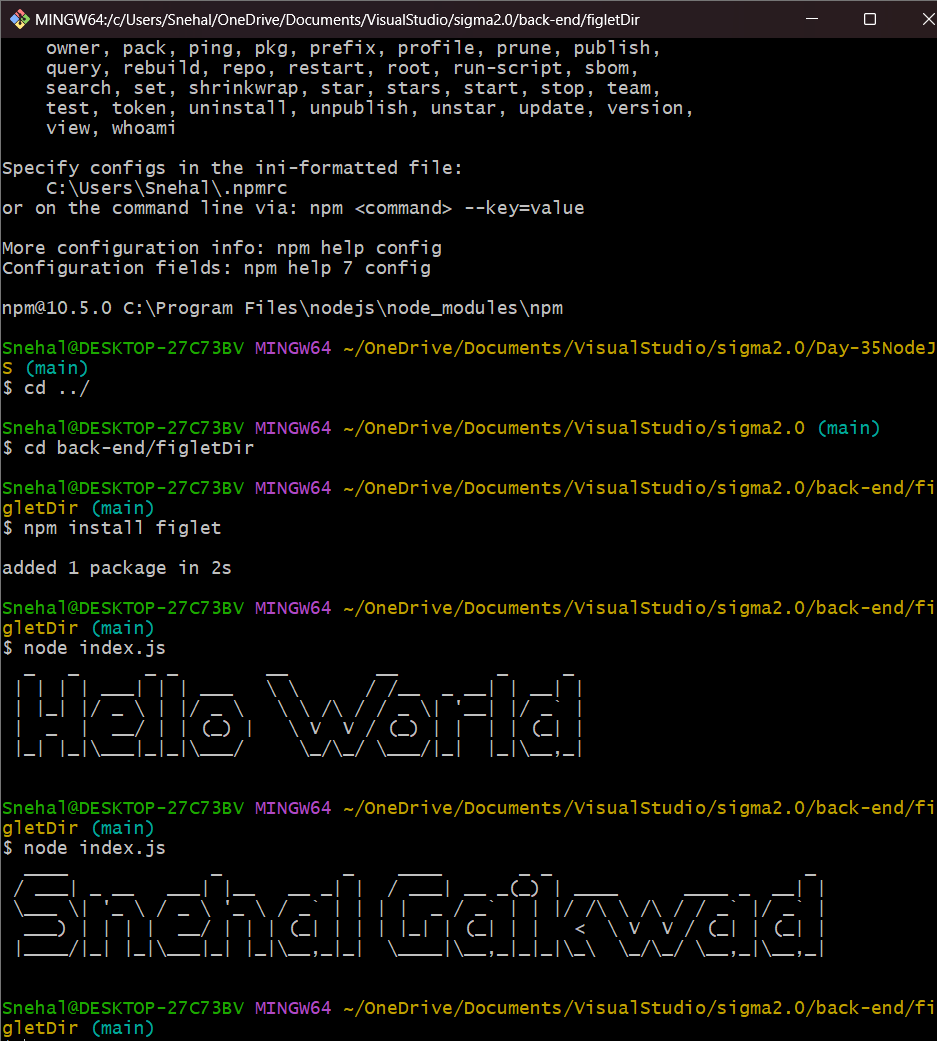 MINGW64:/c/Users/Snehal/OneDrive/Documents/VisualStudio/sigma2.0/back-end/figletDir
owner, pack, ping, pkg, prefix, profile, prune, publish,
query, rebuild, repo, restart, root, run-script, sbom,
search, set, shrinkwrap, star, stars, start, stop, team,
test, token, uninstall, unpublish, unstar, update, version,
view, whoami
Specify configs in the ini-formatted file:
C:\Users\Snehal\.npmrc
or on the command line via: npm <command> --key=value
More configuration info: npm help config
Configuration fields: npm help 7 config
npm@10.5.0 C:\Program Files\nodejs\node_modules\npm
Snehal@DESKTOP-27C73BV MINGW64 ~/OneDrive/Documents/VisualStudio/sigma2.0/Day-35NodeJ
S (main)
$ cd ../
Snehal@DESKTOP-27C73BV MINGW64 ~/OneDrive/Documents/VisualStudio/sigma2.0 (main)
$ cd back-end/figletDir
Snehal@DESKTOP-27C73BV MINGW64 ~/OneDrive/Documents/VisualStudio/sigma2.0/back-end/fi
gletDir (main)
$ npm install figlet
added 1 package in 2s
Snehal@DESKTOP-27C73BV MINGW64 ~/OneDrive/Documents/VisualStudio/sigma2.0/back-end/fi
gletDir (main)
$ node index.js
Hello World
Snehal@DESKTOP-27C73BV MINGW64 ~/OneDrive/Documents/VisualStudio/sigma2.0/back-end/fi
gletDir (main)
$ node index.js
Snehal Gaikwad
Snehal@DESKTOP-27C73BV MINGW64 ~/OneDrive/Documents/VisualStudio/sigma2.0/back-end/fi
gletDir (main)